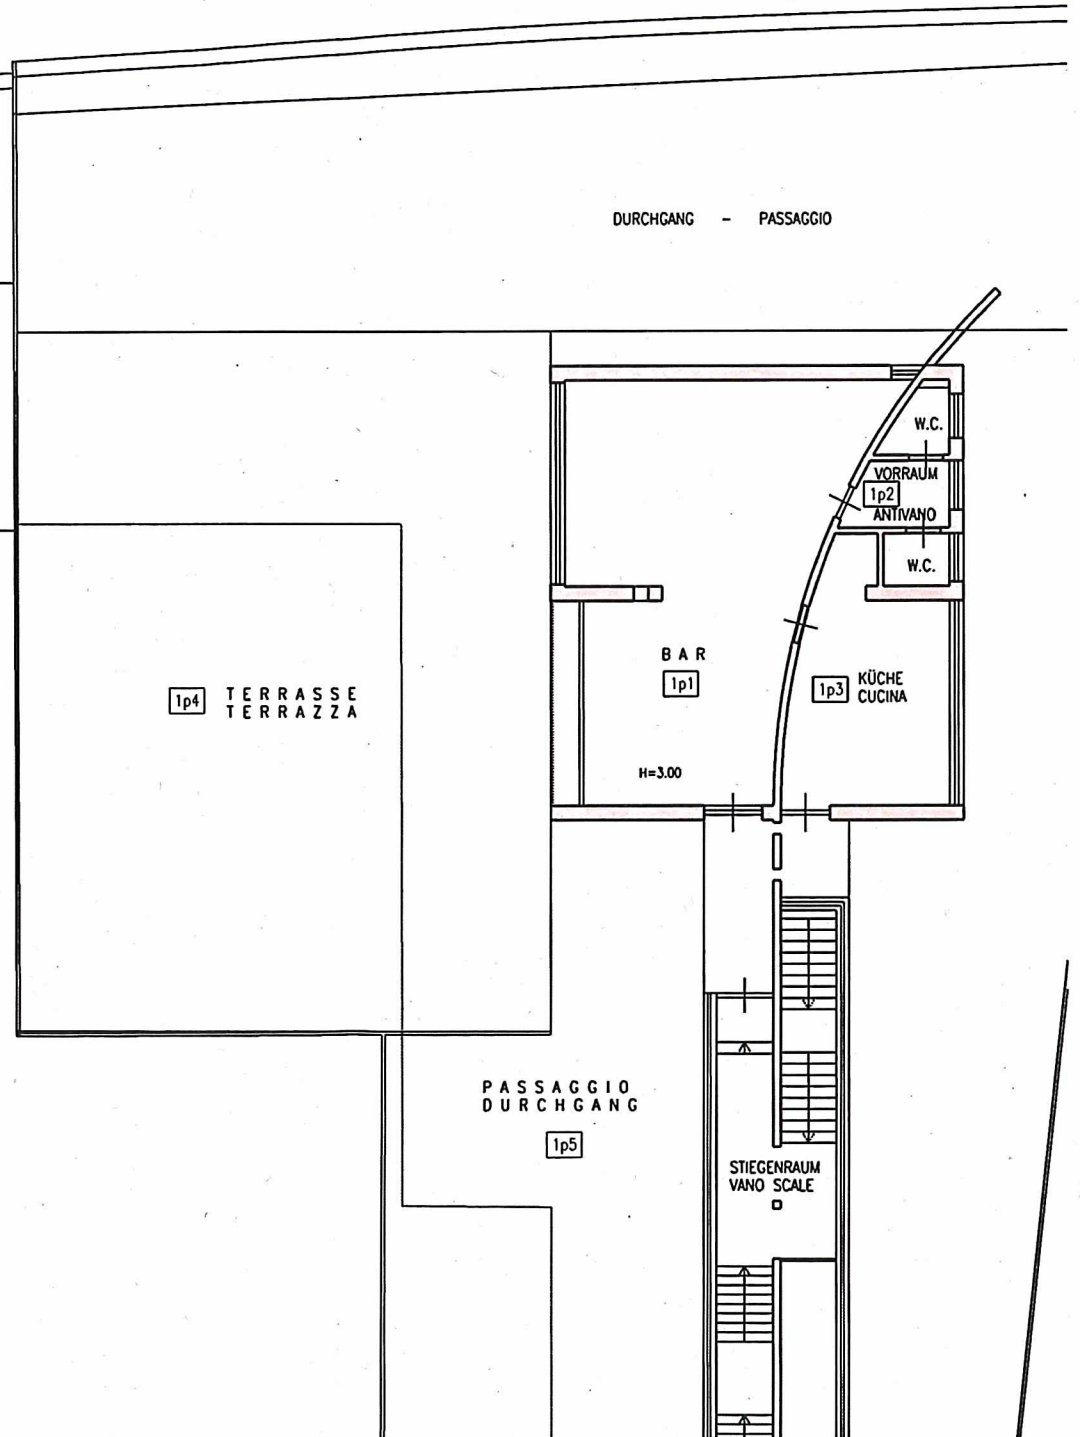 DURCHGANG - PASSAGGIO
W.C.
VORRAUM
1p2
ANTIVANO
W.C.
BAR
1p1
1p3
KÜCHE
CUCINA
1p4
TERRASSE
TERRAZZA
H=3.00
PASSAGGIO
DURCHGANG
1p5
STIEGENRAUM
VANO SCALE